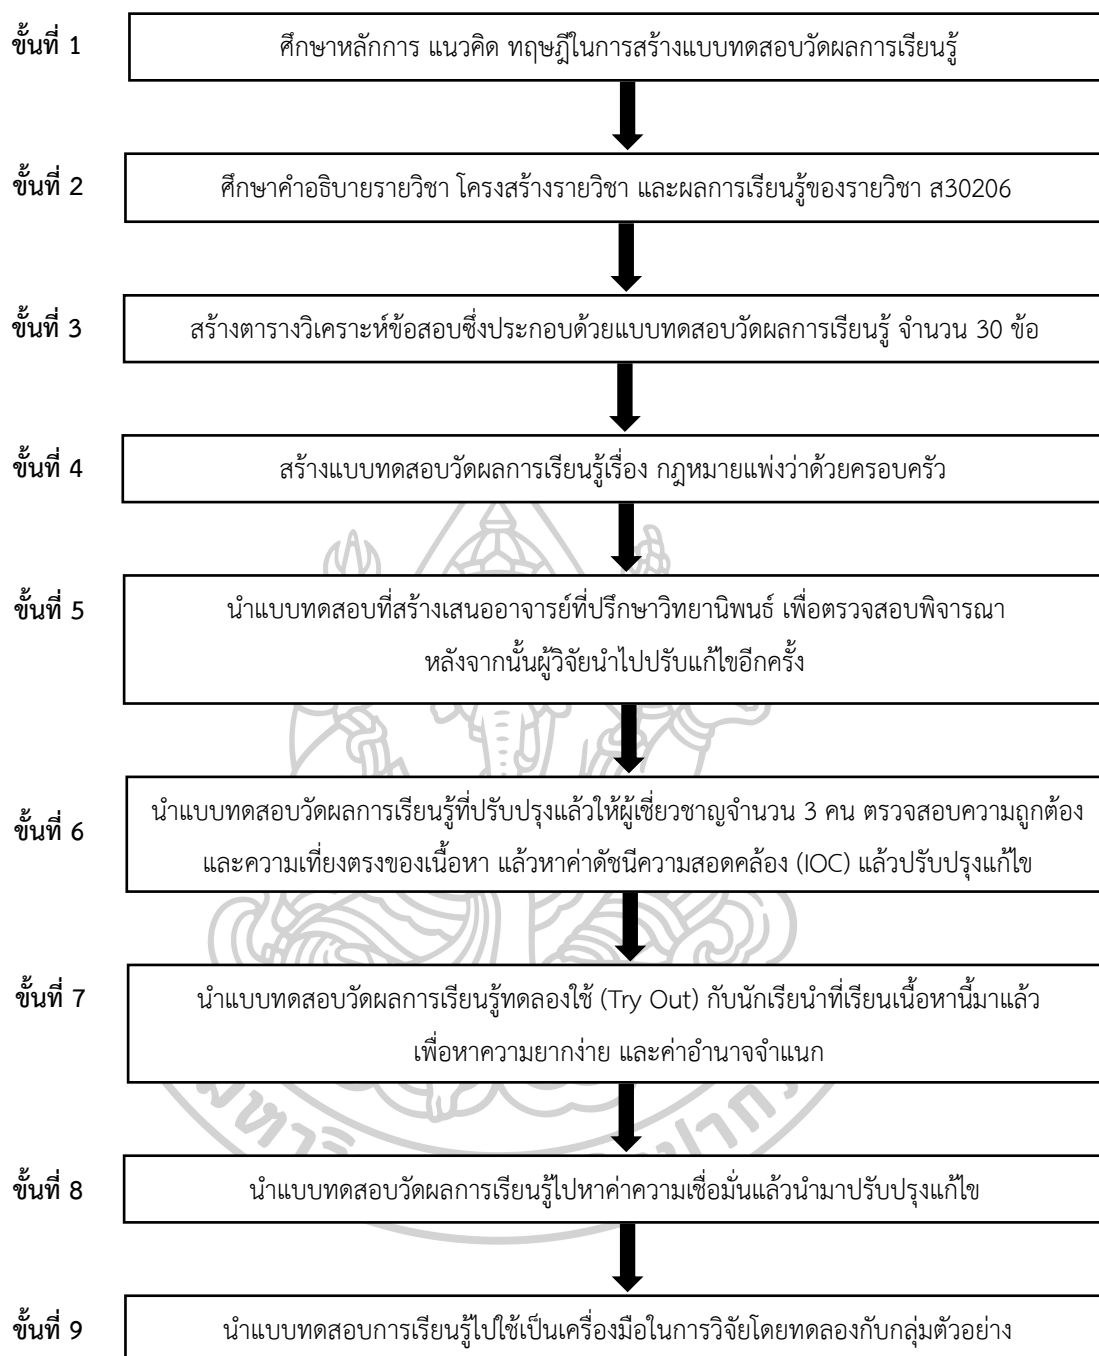 ขั้นที่ 1
ศึกษาหลักการ แนวคิด ทฤษฎีในการสร้างแบบทดสอบวัดผลการเรียนรู้
ขั้นที่ 2
ศึกษาคำอธิบายรายวิชา โครงสร้างรายวิชา และผลการเรียนรู้ของรายวิชา ส30206
ขั้นที่ 3
สร้างตารางวิเคราะห์ข้อสอบซึ่งประกอบด้วยแบบทดสอบวัดผลการเรียนรู้ จำนวน 30 ข้อ
ขั้นที่ 4
สร้างแบบทดสอบวัดผลการเรียนรู้เรื่อง กฎหมายแพ่งว่าด้วยครอบครัว
ขั้นที่ 5
นำแบบทดสอบที่สร้างเสนออาจารย์ที่ปรึกษาวิทยานิพนธ์ เพื่อตรวจสอบพิจารณา
หลังจากนั้นผู้วิจัยนำไปปรับแก้ไขอีกครั้ง
ขั้นที่ 6
นำแบบทดสอบวัดผลการเรียนรู้ที่ปรับปรุงแล้วให้ผู้เชี่ยวชาญจำนวน 3 คน ตรวจสอบความถูกต้อง
และความเที่ยงตรงของเนื้อหา แล้วหาค่าดัชนีความสอดคล้อง (IOC) แล้วปรับปรุงแก้ไข
ขั้นที่ 7
นำแบบทดสอบวัดผลการเรียนรู้ทดลองใช้ (Try Out) กับนักเรียนำที่เรียนเนื้อหานี้มาแล้ว
เพื่อหาความยากง่าย และค่าอำนาจจำแนก
ขั้นที่ 8
นำแบบทดสอบวัดผลการเรียนรู้ไปหาค่าความเชื่อมั่นแล้วนำมาปรับปรุงแก้ไข
ขั้นที่ 9
นำแบบทดสอบการเรียนรู้ไปใช้เป็นเครื่องมือในการวิจัยโดยทดลองกับกลุ่มตัวอย่าง